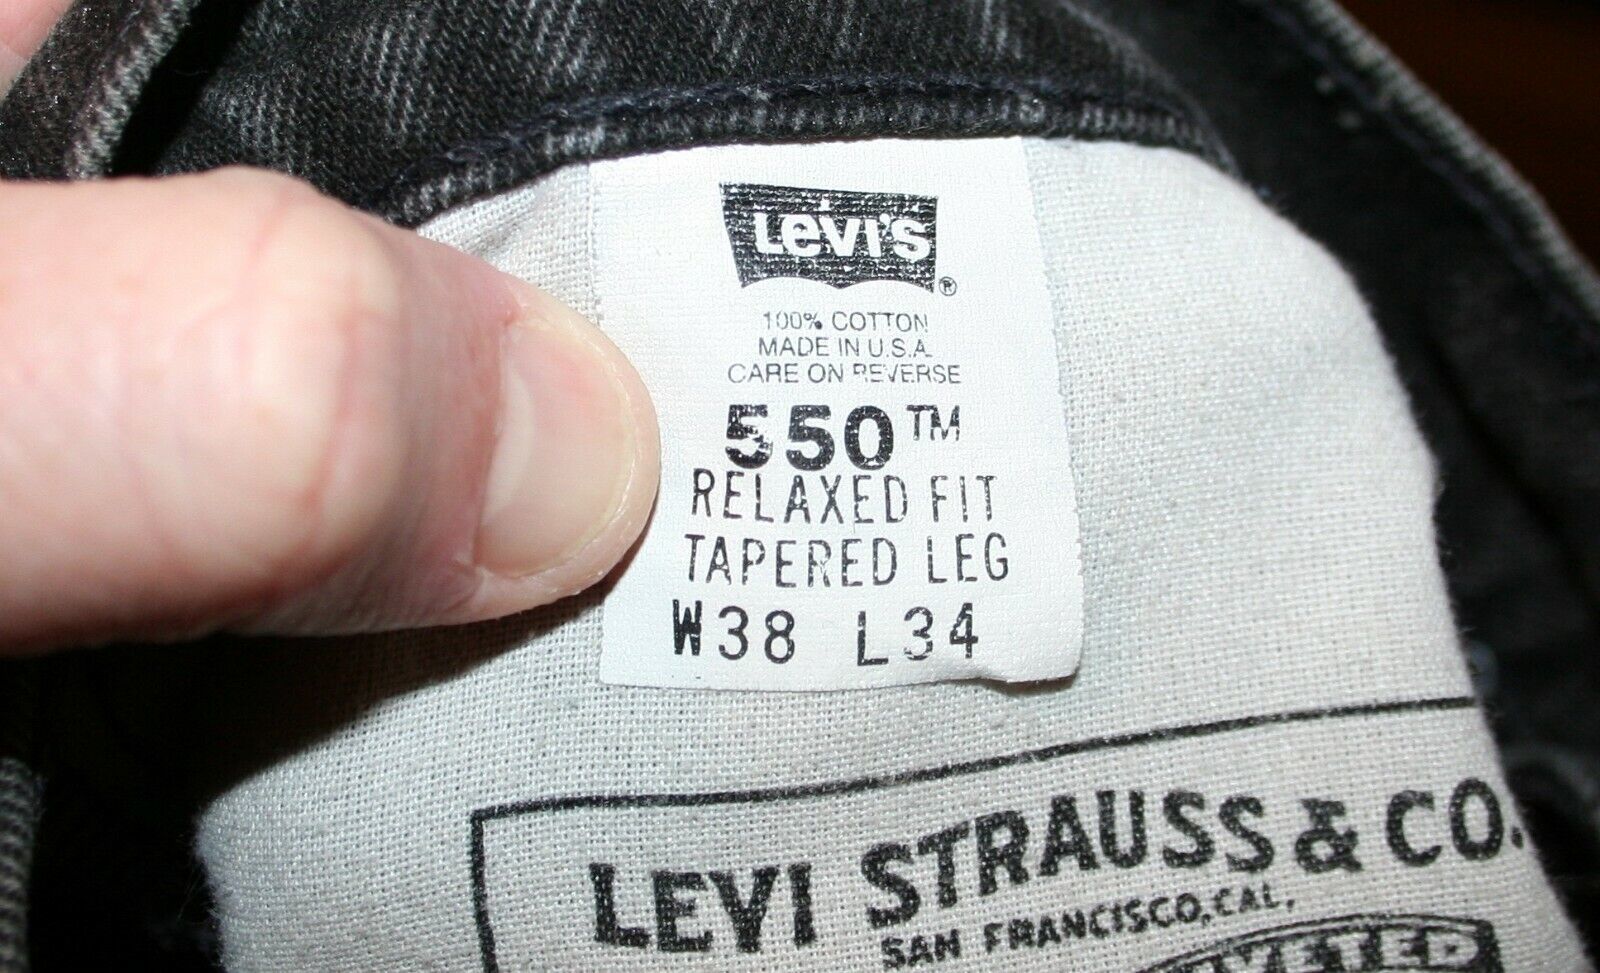 Levi's®
100% COTTON
MADE IN U.S.A.
CARE ON REVERSE
550™
RELAXED FIT
TAPERED LEG
W38 L34
LEVI STRAUSS & CO.
SAN FRANCISCO, CAL.